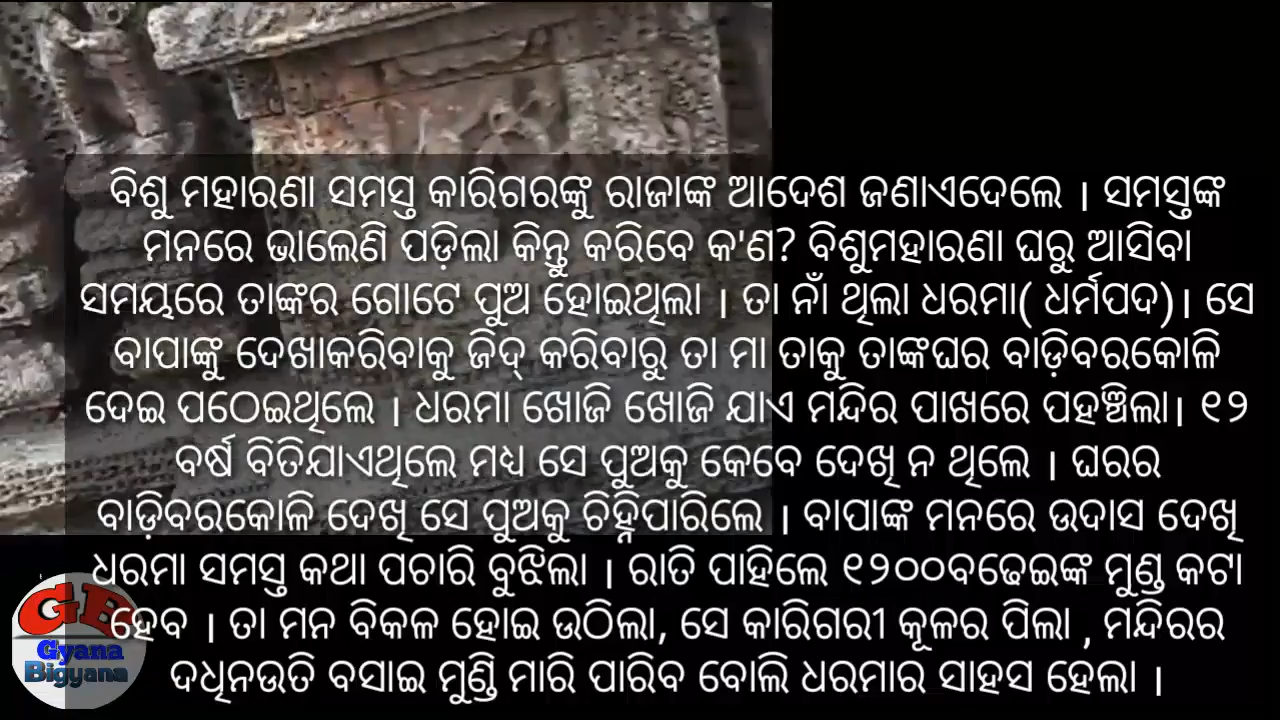 ବିଶୁ ମହାରଣା ସମସ୍ତ କାରିଗରଙ୍କୁ ରାଜାଙ୍କ ଆଦେଶ ଜଣାଏଦେଲେ । ସମସ୍ତଙ୍କ
ମନରେ ଭାଲେଣି ପଡ଼ିଲା କିନ୍ତୁ କରିବେ କ'ଣ? ବିଶୁମହାରଣା ଘରୁ ଆସିବା
ସମୟରେ ତାଙ୍କର ଗୋଟେ ପୁଅ ହୋଇଥିଲା । ତା ନାଁ ଥିଲା ଧରମା( ଧର୍ମପଦ)। ସେ
ବାପାଙ୍କୁ ଦେଖାକରିବାକୁ ଜିଦ୍ କରିବାରୁ ତା ମା ତାକୁ ତାଙ୍କଘର ବାଡ଼ିବରକୋଳି
ଦେଇ ପଠେଇଥିଲେ । ଧରମା ଖୋଜି ଖୋଜି ଯାଏ ମନ୍ଦିର ପାଖରେ ପହଞ୍ଚିଲା। ୧୨
ବର୍ଷ ବିତିଯାଏଥିଲେ ମଧ୍ୟ ସେ ପୁଅକୁ କେବେ ଦେଖି ନ ଥିଲେ । ଘରର
ବାଡ଼ିବରକୋଳି ଦେଖି ସେ ପୁଅକୁ ଚିହ୍ନିପାରିଲେ । ବାପାଙ୍କ ମନରେ ଉଦାସ ଦେଖି
ଧରମା ସମସ୍ତ କଥା ପଚାରି ବୁଝିଲା । ରାତି ପାହିଲେ ୧୨୦୦ବଢେଇଙ୍କ ମୁଣ୍ଡ କଟା
ହେବ । ତା ମନ ବିକଳ ହୋଇ ଉଠିଲା, ସେ କାରିଗରୀ କୂଳର ପିଲା , ମନ୍ଦିରର
ଦଧିନଉତି ବସାଇ ମୁଣ୍ଡି ମାରି ପାରିବ ବୋଲି ଧରମାର ସାହସ ହେଲା ।
GB
Gyana
Bigyana